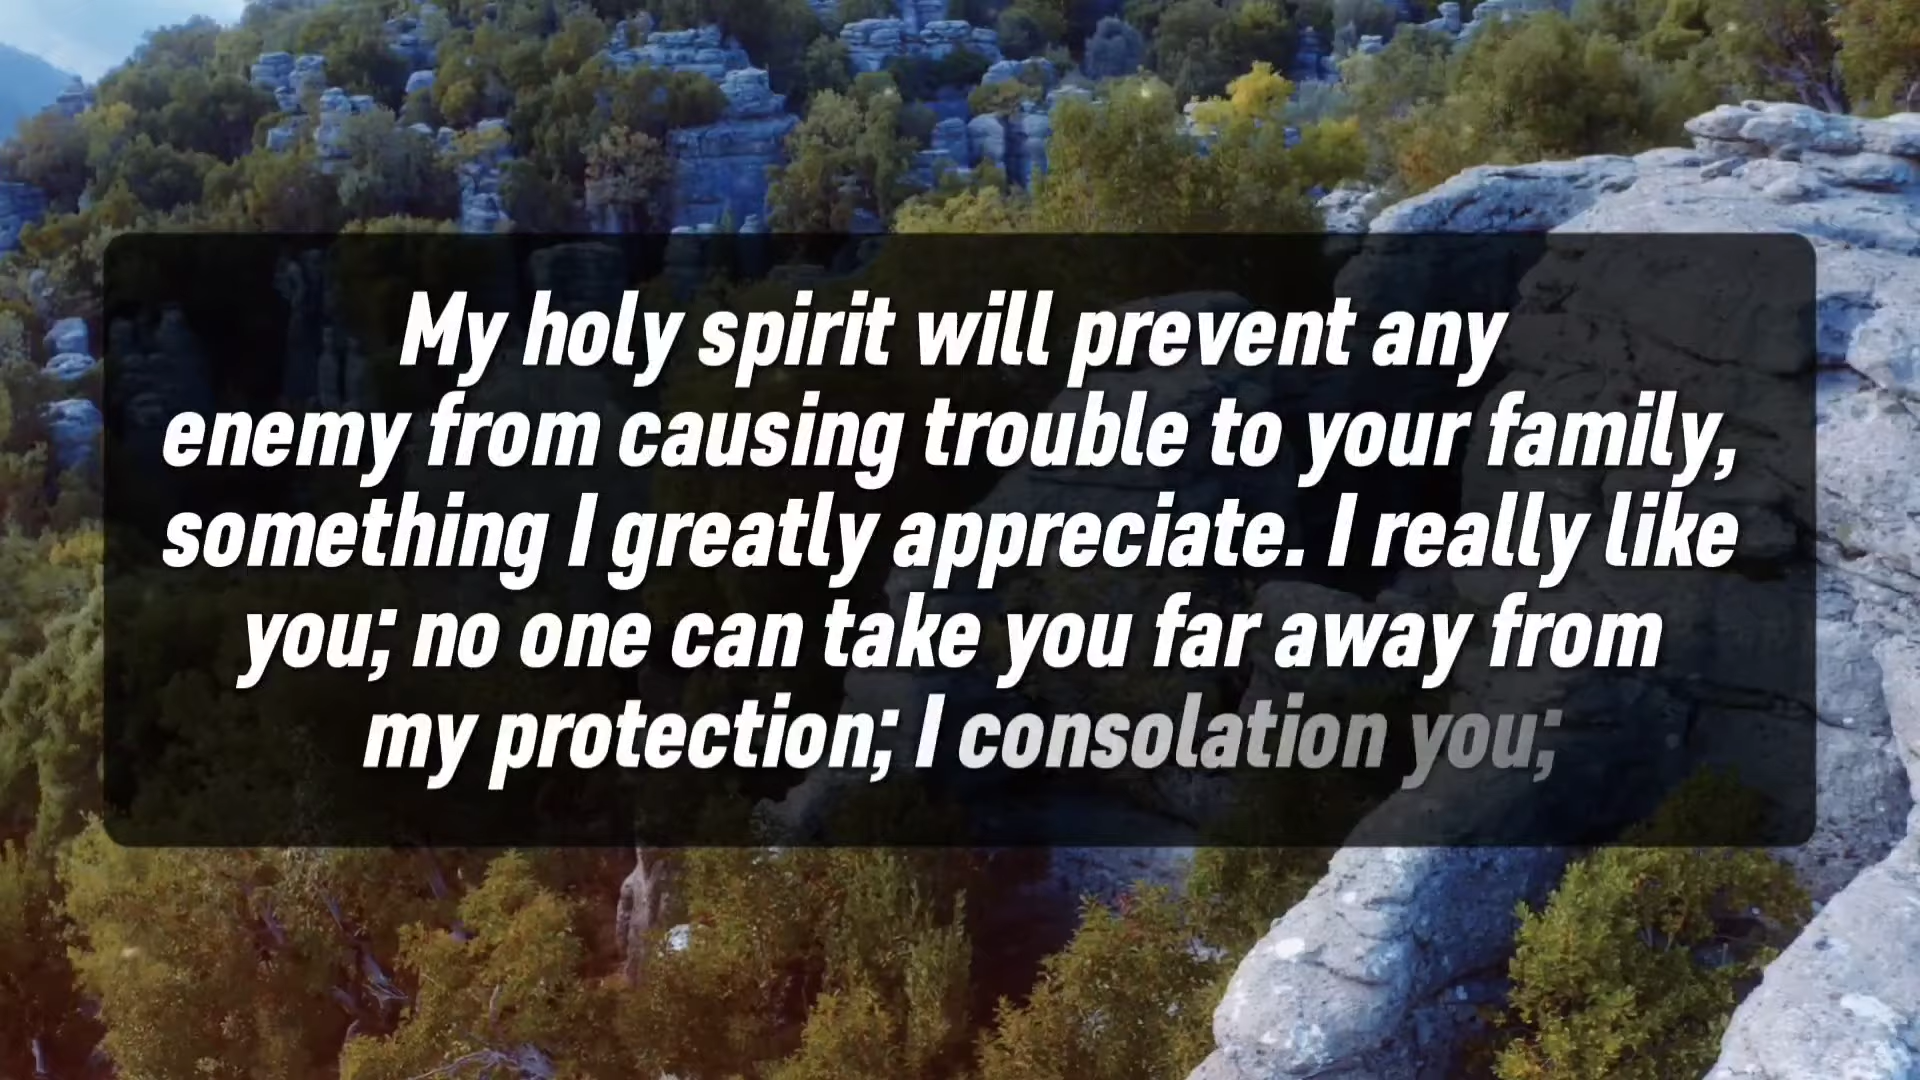 My holy spirit will prevent any
enemy from causing trouble to your family,
something I greatly appreciate. I really like
you; no one can take you far away from
my protection; I consolation you;